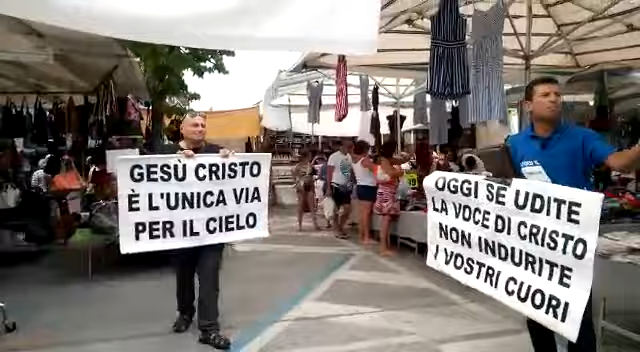 GESÙ CRISTO
È L'UNICA VIA
PER IL CIELO
OGGI SE UDITE
LA VOCE DI CRISTO
NON INDURITE
I VOSTRI CUORI